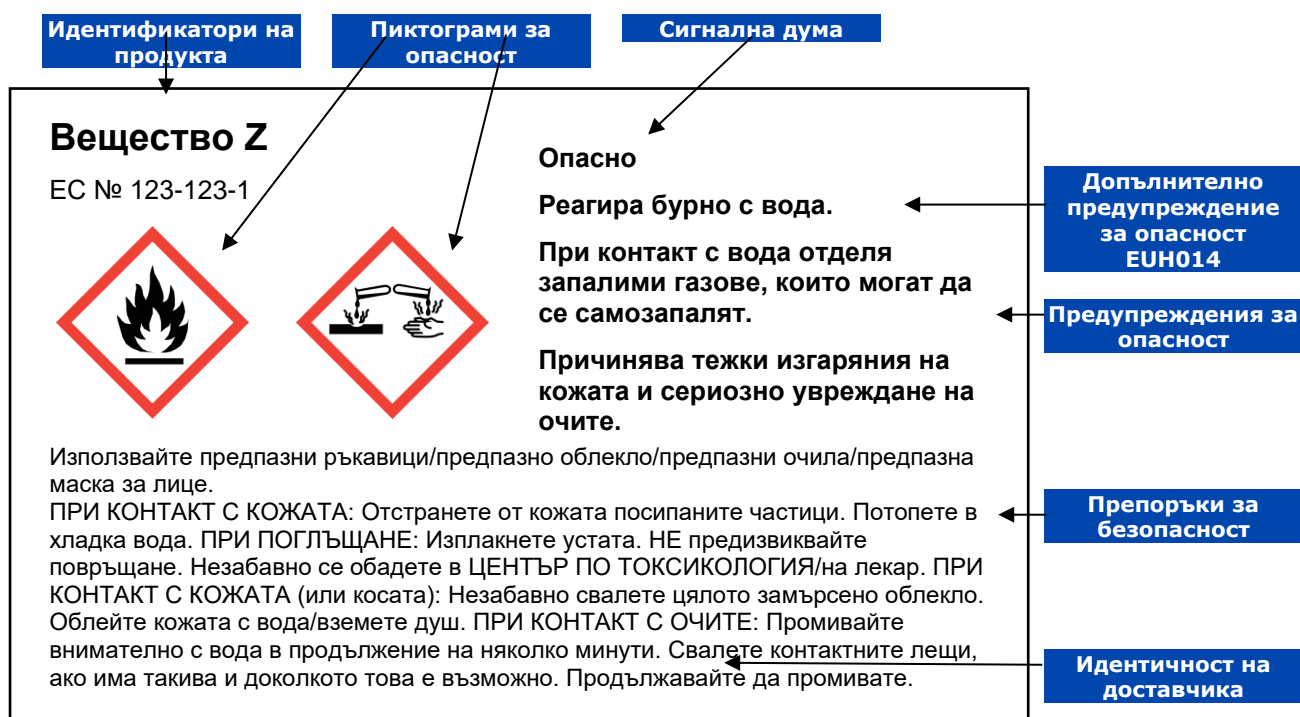 Идентификатори на
продукта
Пиктограми за
опасност
Сигнална дума
Вещество Z
ЕС № 123-123-1
Опасно
Реагира бурно с вода.
При контакт с вода отделя
запалими газове, които могат да
се самозапалят.
Причинява тежки изгаряния на
кожата и сериозно увреждане на
очите.
Допълнително
предупреждение
за опасност
EUH014
Предупреждения за
опасност
Използвайте предпазни ръкавици/предпазно облекло/предпазни очила/предпазна
маска за лице.
ПРИ КОНТАКТ С КОЖАТА: Отстранете от кожата посипаните частици. Потопете в
хладка вода. ПРИ ПОГЛЪЩАНЕ: Изплакнете устата. НЕ предизвиквайте
повръщане. Незабавно се обадете в ЦЕНТЪР ПО ТОКСИКОЛОГИЯ/на лекар. ПРИ
КОНТАКТ С КОЖАТА (или косата): Незабавно свалете цялото замърсено облекло.
Облейте кожата с вода/вземете душ. ПРИ КОНТАКТ С ОЧИТЕ: Промивайте
внимателно с вода в продължение на няколко минути. Свалете контактните лещи,
ако има такива и доколкото това е възможно. Продължавайте да промивате.
Препоръки за
безопасност
Идентичност на
доставчика